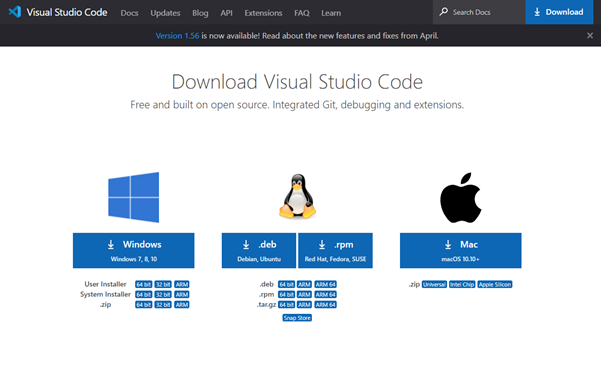 Visual Studio Code Docs Updates Blog API Extensions FAQ Learn Search Docs Download
Version 1.56 is now available! Read about the new features and fixes from April.
Download Visual Studio Code
Free and built on open source. Integrated Git, debugging and extensions.
Windows
Windows 7, 8, 10
User Installer 64 bit 32 bit ARM
System Installer 64 bit 32 bit ARM
.zip 64 bit 32 bit ARM
.deb
Debian, Ubuntu
.rpm
Red Hat, Fedora, SUSE
.deb 64 bit ARM ARM 64
.rpm 64 bit ARM ARM 64
.tar.gz 64 bit ARM ARM 64
Snap Store
Mac
macOS 10.10+
.zip Universal Intel Chip Apple Silicon